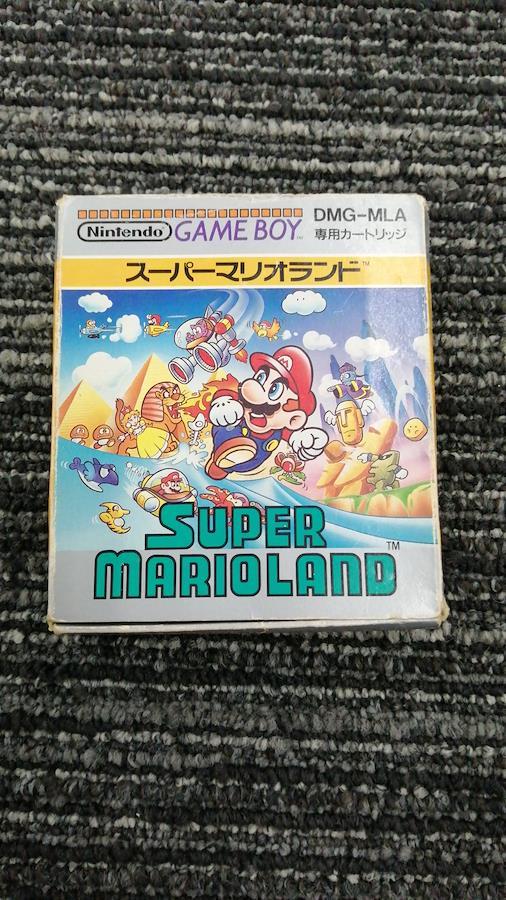 Nintendo GAME BOY™ DMG-MLA
専用カートリッジ
スーパーマリオランド™
SUPER
MARIOLAND™